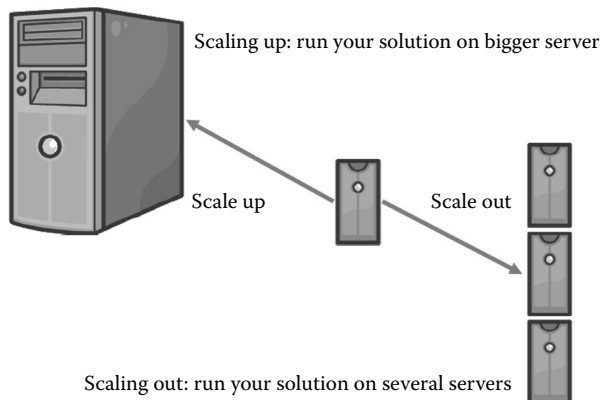 Scaling up: run your solution on bigger server
Scale up
Scale out
Scaling out: run your solution on several servers